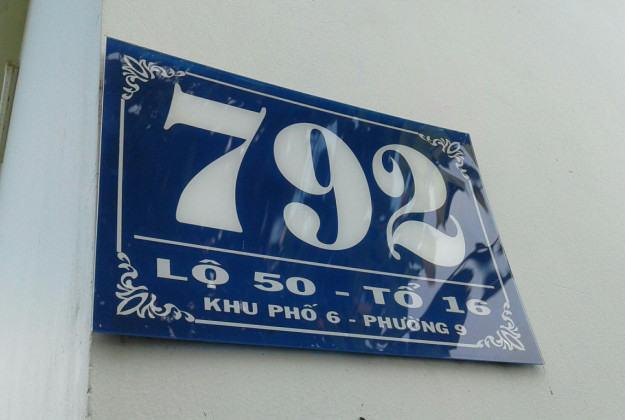 792
LỘ 50 - TỔ 16
KHU PHỐ 6 - PHƯỜNG 9